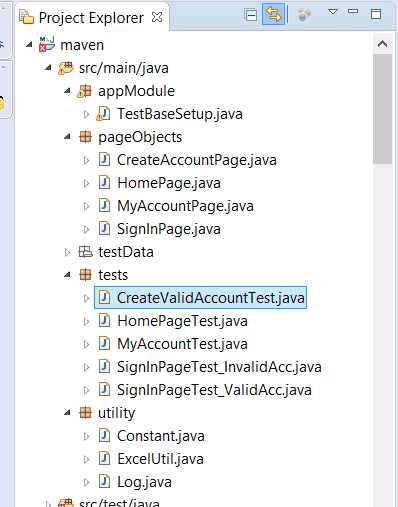 Project Explorer
maven
src/main/java
appModule
TestBaseSetup.java
pageObjects
CreateAccountPage.java
HomePage.java
MyAccountPage.java
SignInPage.java
testData
tests
CreateValidAccountTest.java
HomePageTest.java
MyAccountTest.java
SignInPageTest_InvalidAcc.java
SignInPageTest_ValidAcc.java
utility
Constant.java
ExcelUtil.java
Log.java
src/test/java